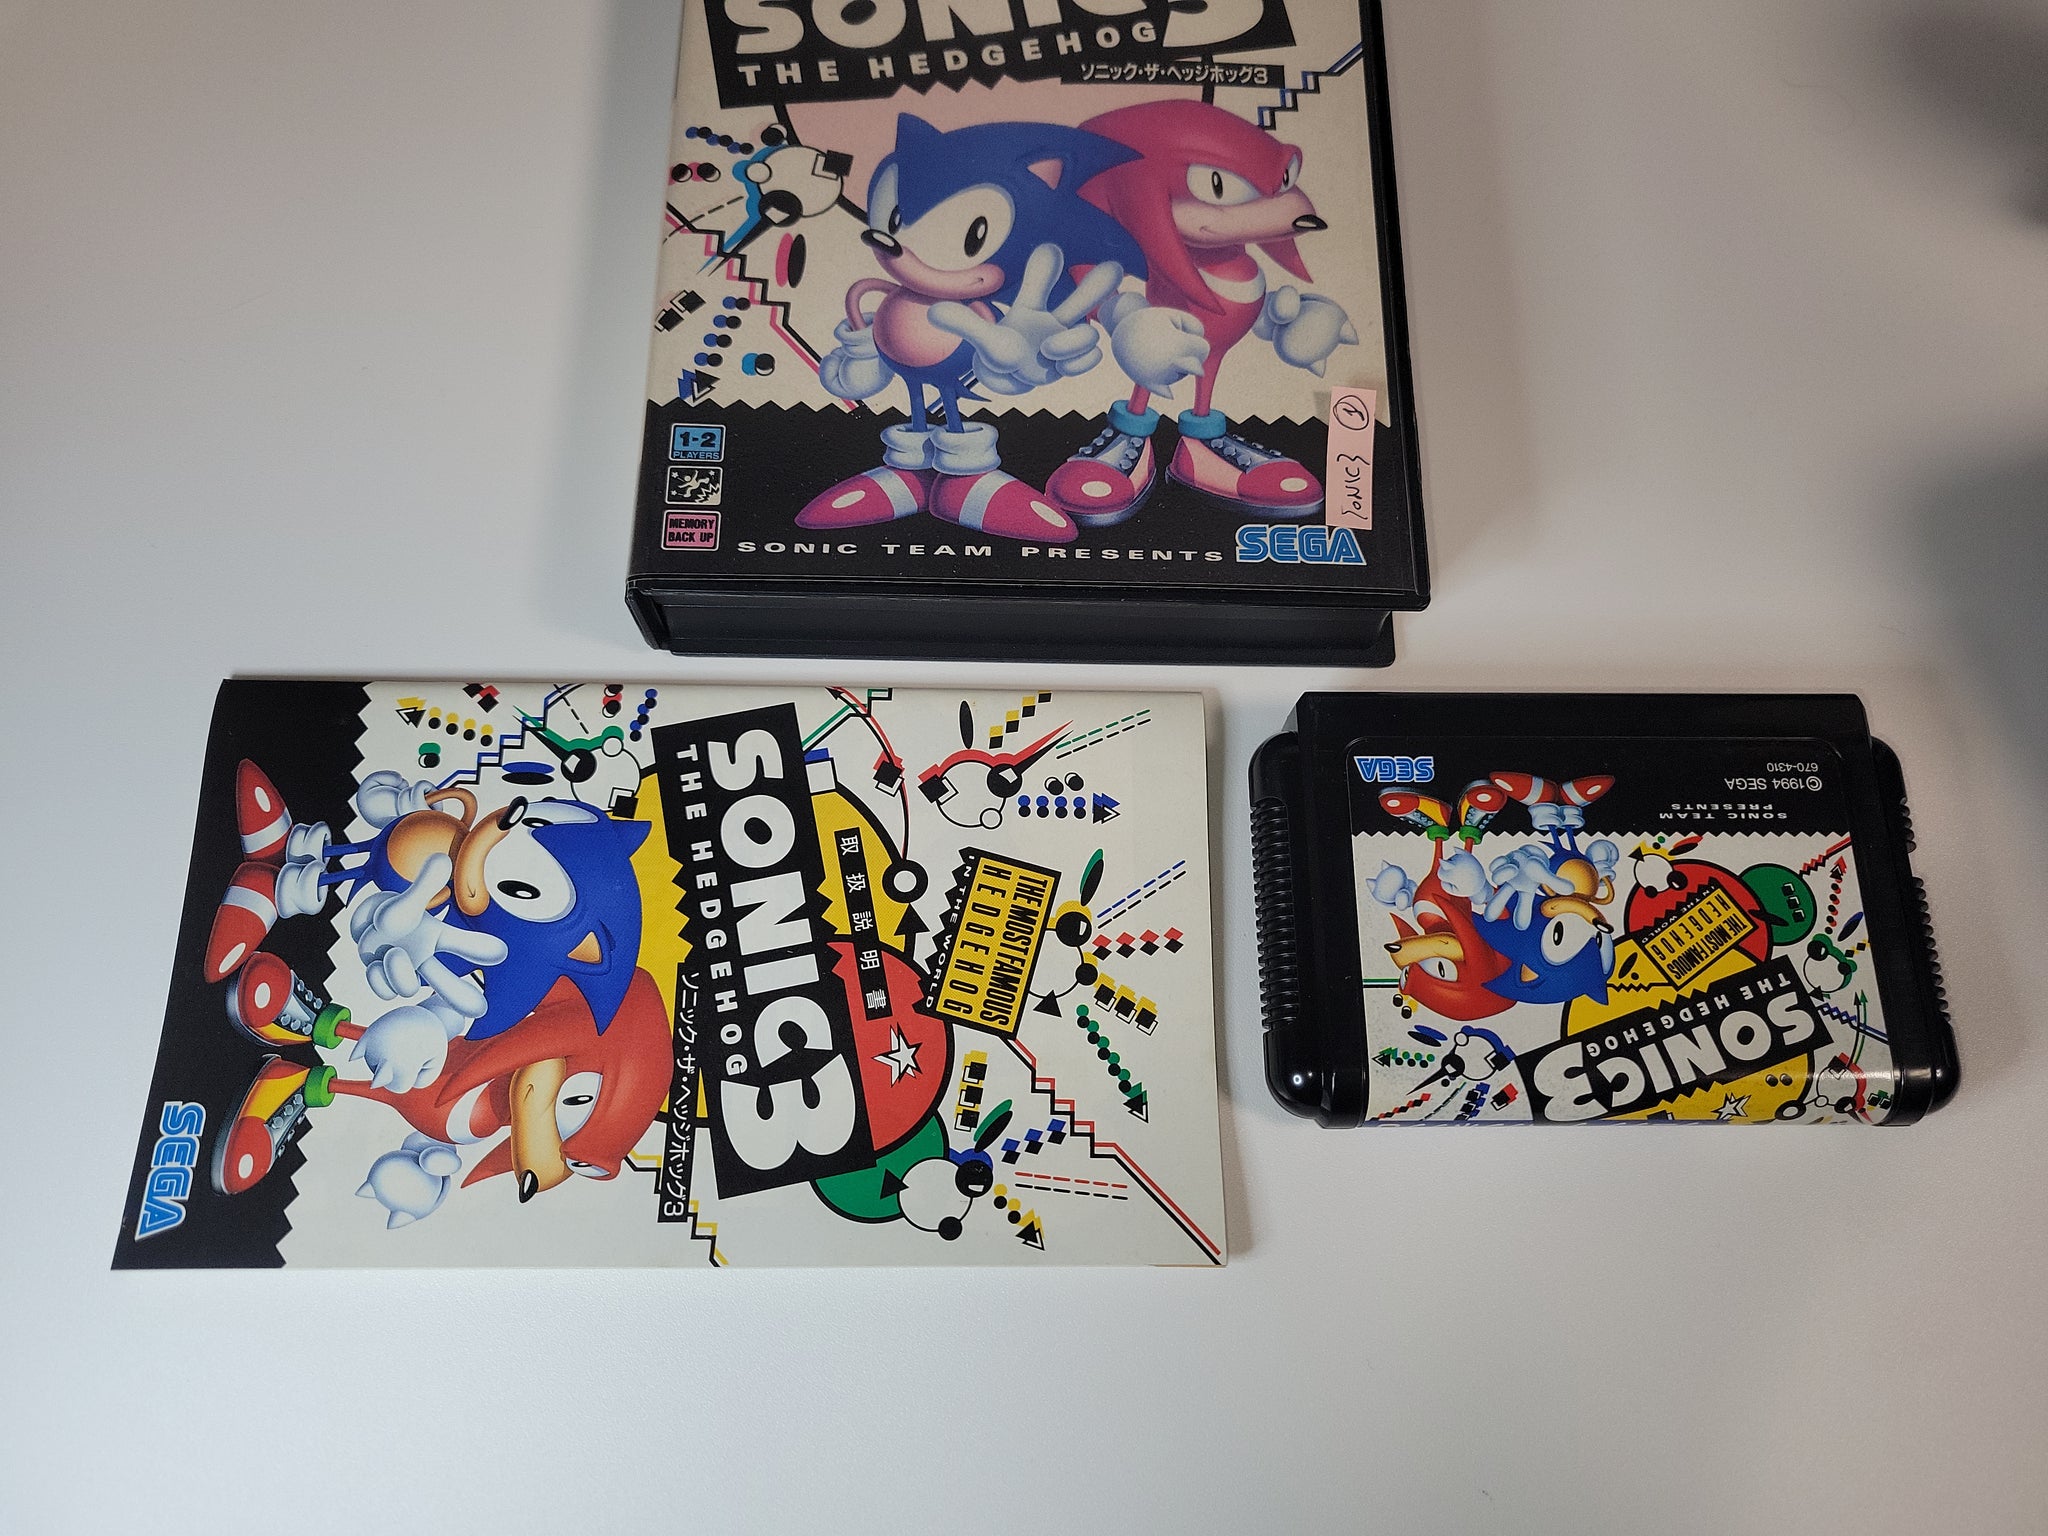 SONIC 3
THE HEDGEHOG
ソニック・ザ・ヘッジホッグ3
1-2
PLAYERS
MEMORY
BACK UP
SONIC TEAM PRESENTS
SEGA
SONIC3 ①
SONIC 3
THE HEDGEHOG
ソニック・ザ・ヘッジホッグ3
取扱説明書
THE MOST FAMOUS
HEDGEHOG
IN THE WORLD
SEGA
SEGA
©1994 SEGA
670-4310
SONIC TEAM
PRESENTS
THE MOST FAMOUS
HEDGEHOG
IN THE WORLD
SONIC 3
THE HEDGEHOG